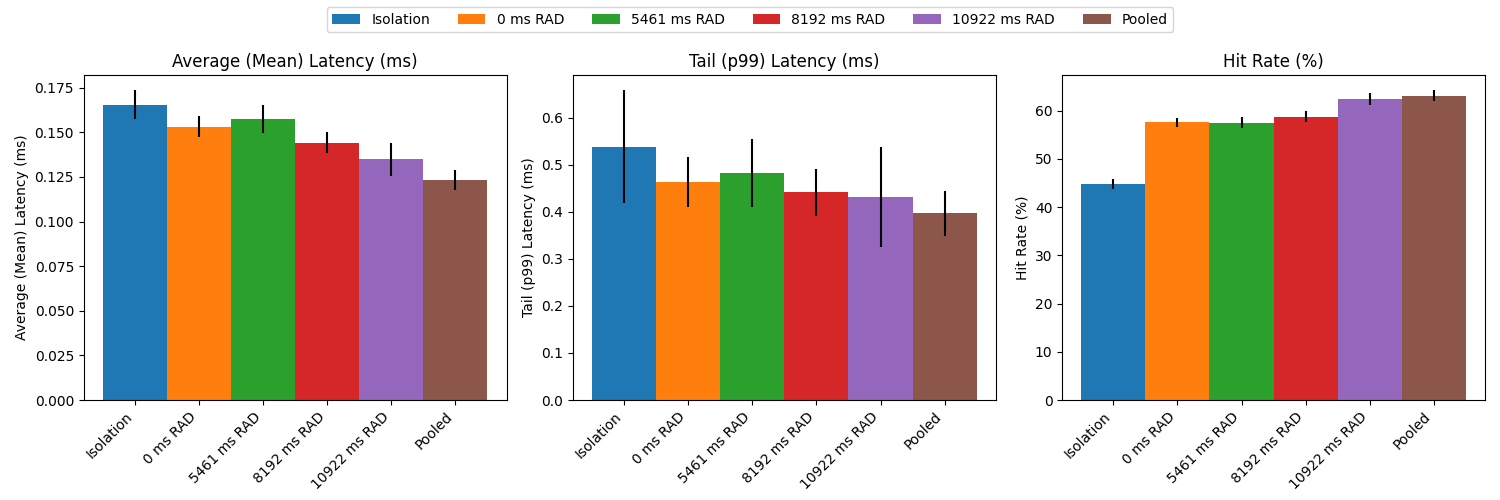 Isolation 0 ms RAD 5461 ms RAD 8192 ms RAD 10922 ms RAD Pooled
Average (Mean) Latency (ms)
Average (Mean) Latency (ms)
0.175
0.150
0.125
0.100
0.075
0.050
0.025
0.000
Isolation
0 ms RAD
5461 ms RAD
8192 ms RAD
10922 ms RAD
Pooled
Tail (p99) Latency (ms)
Tail (p99) Latency (ms)
0.6
0.5
0.4
0.3
0.2
0.1
0.0
Isolation
0 ms RAD
5461 ms RAD
8192 ms RAD
10922 ms RAD
Pooled
Hit Rate (%)
Hit Rate (%)
60
50
40
30
20
10
0
Isolation
0 ms RAD
5461 ms RAD
8192 ms RAD
10922 ms RAD
Pooled